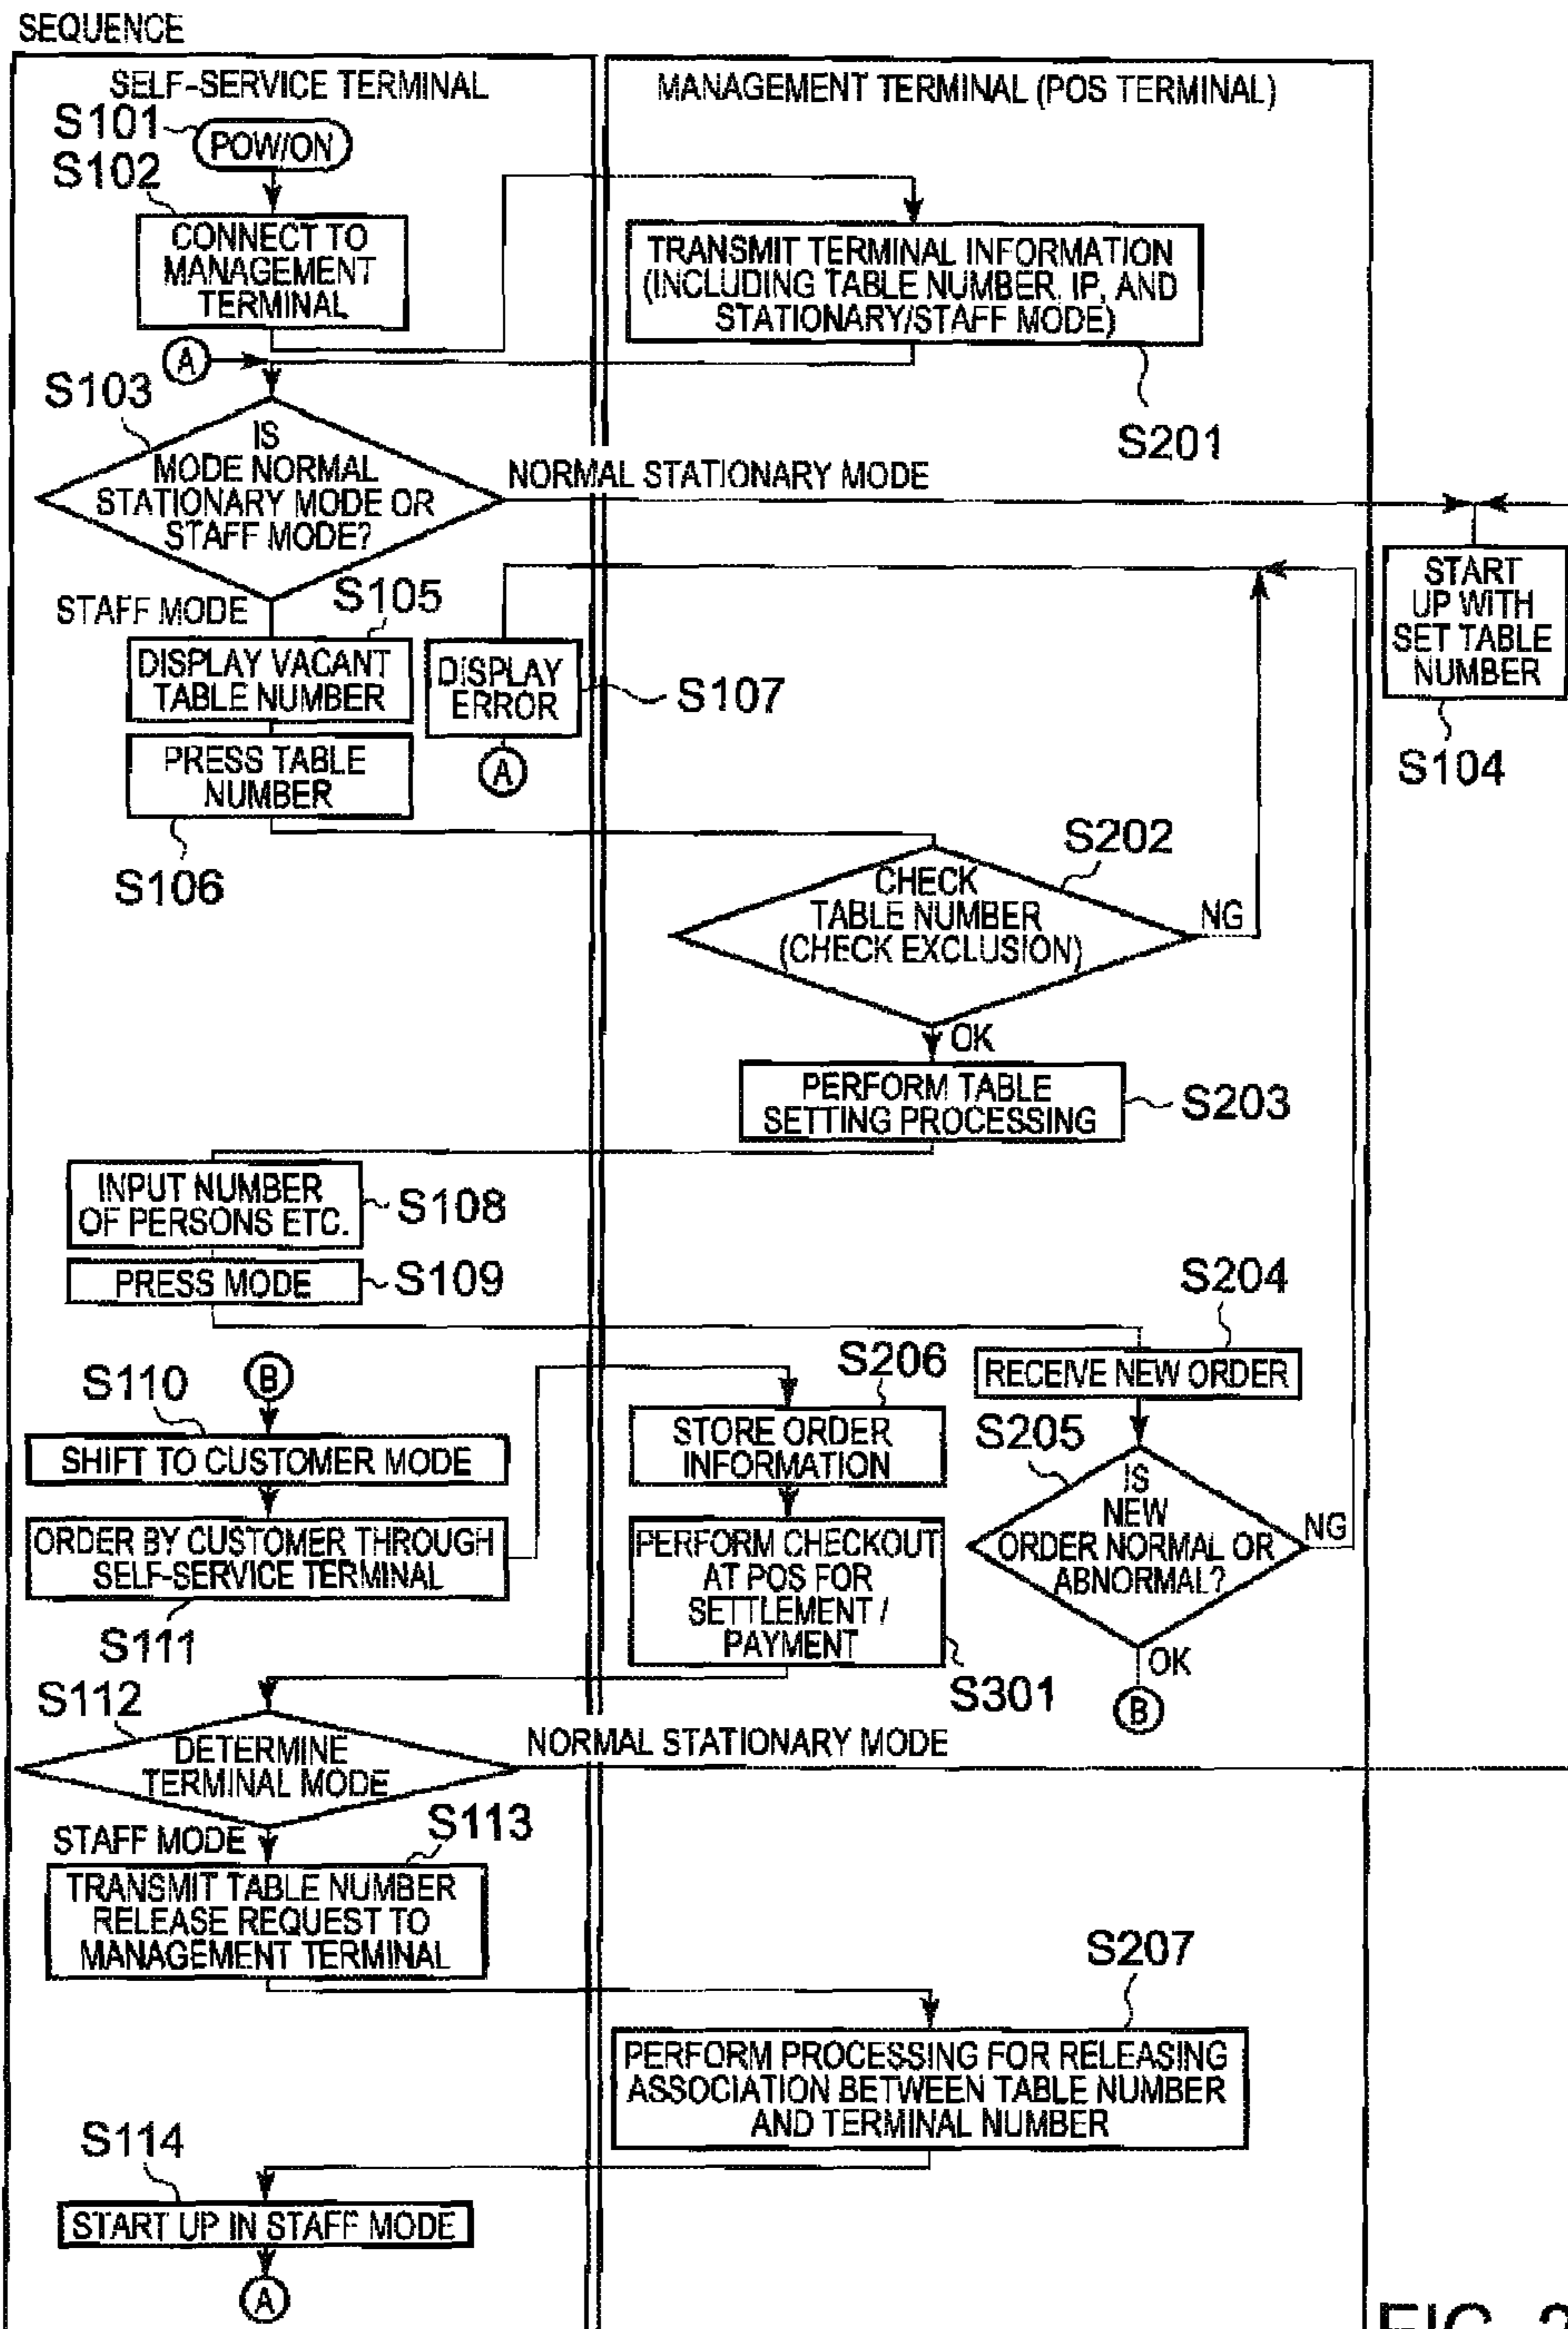 SEQUENCE
SELF-SERVICE TERMINAL
MANAGEMENT TERMINAL (POS TERMINAL)
S101
POW/ON
S102
CONNECT TO
MANAGEMENT
TERMINAL
TRANSMIT TERMINAL INFORMATION
(INCLUDING TABLE NUMBER, IP, AND
STATIONARY/STAFF MODE)
S201
A
S103
IS
MODE NORMAL
STATIONARY MODE OR
STAFF MODE?
NORMAL STATIONARY MODE
START
UP WITH
SET TABLE
NUMBER
S104
STAFF MODE
S105
DISPLAY VACANT
TABLE NUMBER
DISPLAY
ERROR
S107
A
PRESS TABLE
NUMBER
S106
S202
CHECK
TABLE NUMBER
(CHECK EXCLUSION)
NG
OK
PERFORM TABLE
SETTING PROCESSING
S203
INPUT NUMBER
OF PERSONS ETC.
S108
PRESS MODE
S109
S204
RECEIVE NEW ORDER
S205
IS
NEW
ORDER NORMAL OR
ABNORMAL?
NG
OK
B
B
S110
SHIFT TO CUSTOMER MODE
ORDER BY CUSTOMER THROUGH
SELF-SERVICE TERMINAL
S111
S206
STORE ORDER
INFORMATION
PERFORM CHECKOUT
AT POS FOR
SETTLEMENT /
PAYMENT
S301
S112
DETERMINE
TERMINAL MODE
NORMAL STATIONARY MODE
STAFF MODE
S113
TRANSMIT TABLE NUMBER
RELEASE REQUEST TO
MANAGEMENT TERMINAL
S207
PERFORM PROCESSING FOR RELEASING
ASSOCIATION BETWEEN TABLE NUMBER
AND TERMINAL NUMBER
S114
START UP IN STAFF MODE
A